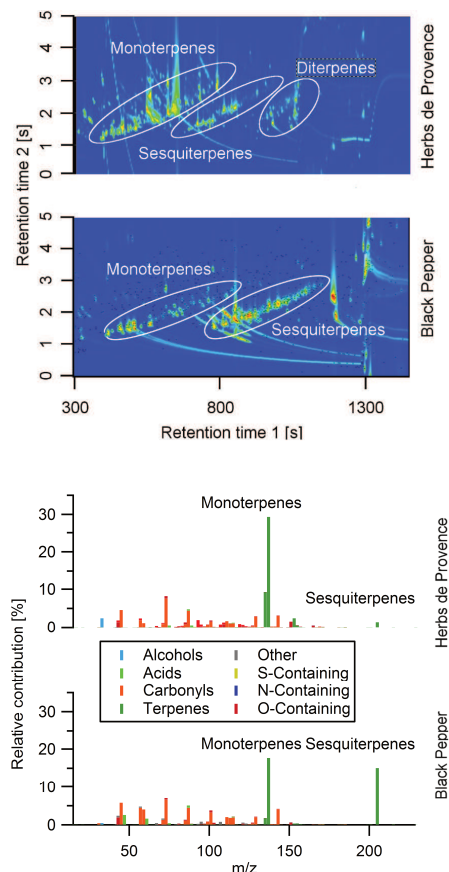 5
4
3
2
1
0
Monoterpenes
Diterpenes
Sesquiterpenes
Herbs de Provence
Retention time 2 [s]
5
4
3
2
1
0
Monoterpenes
Sesquiterpenes
Black Pepper
300
800
1300
Retention time 1 [s]
30
20
10
0
Monoterpenes
Sesquiterpenes
Herbs de Provence
Relative contribution [%]
Alcohols
Acids
Carbonyls
Terpenes
Other
S-Containing
N-Containing
O-Containing
30
20
10
0
Monoterpenes Sesquiterpenes
Black Pepper
50
100
150
200
m/z